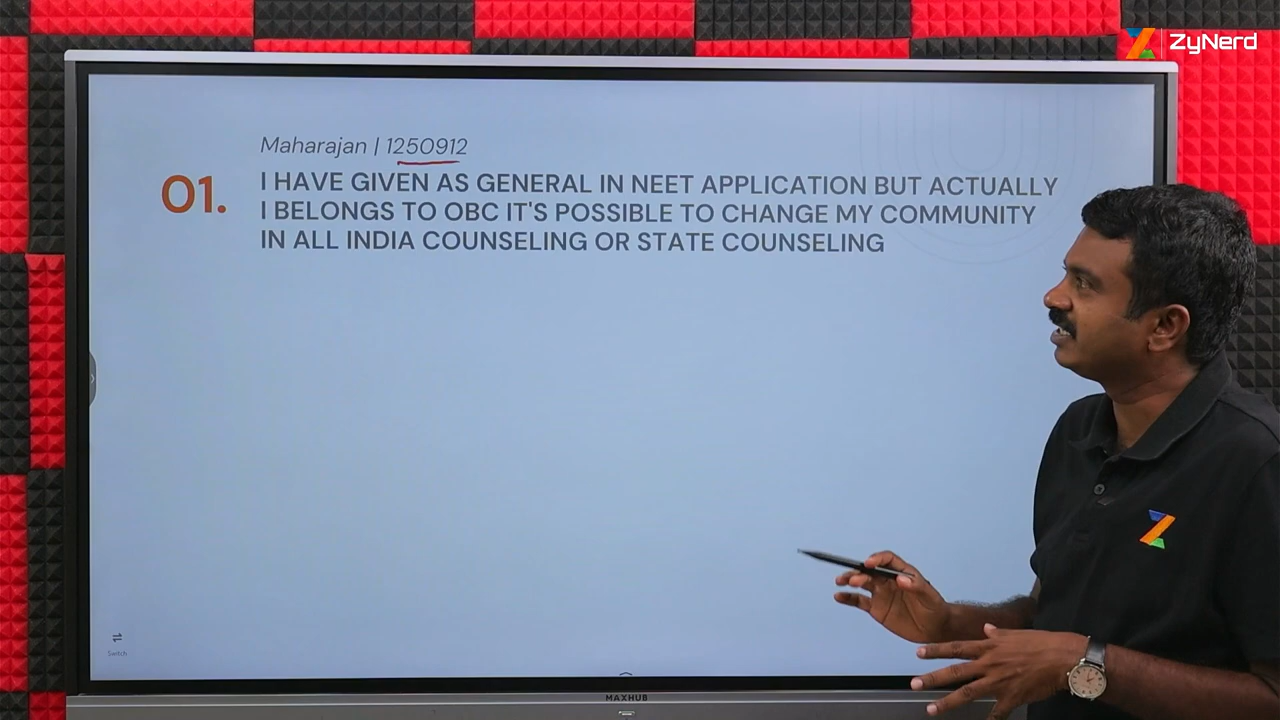 ZyNerd
Maharajan | 1250912
01.
I HAVE GIVEN AS GENERAL IN NEET APPLICATION BUT ACTUALLY
I BELONGS TO OBC IT'S POSSIBLE TO CHANGE MY COMMUNITY
IN ALL INDIA COUNSELING OR STATE COUNSELING
Switch
MAXHUB